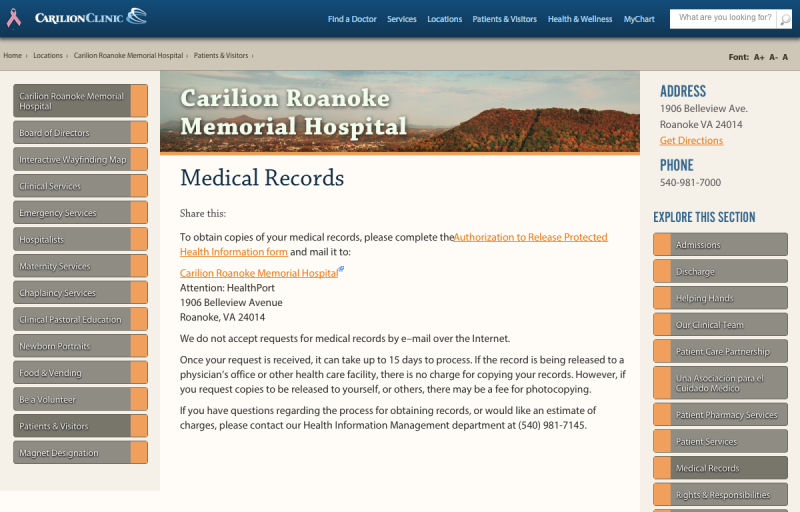 CARILION CLINIC
Find a Doctor Services Locations Patients & Visitors Health & Wellness MyChart
What are you looking for?
Home › Locations › Carilion Roanoke Memorial Hospital › Patients & Visitors ›
Font: A+ A- A
Carilion Roanoke Memorial
Hospital
Board of Directors
Interactive Wayfinding Map
Clinical Services
Emergency Services
Hospitalists
Maternity Services
Chaplaincy Services
Clinical Pastoral Education
Newborn Portraits
Food & Vending
Be a Volunteer
Patients & Visitors
Magnet Designation
Carilion Roanoke
Memorial Hospital
Medical Records
Share this:
To obtain copies of your medical records, please complete theAuthorization to Release Protected
Health Information form and mail it to:
Carilion Roanoke Memorial Hospital
Attention: HealthPort
1906 Belleview Avenue
Roanoke, VA 24014
We do not accept requests for medical records by e–mail over the Internet.
Once your request is received, it can take up to 15 days to process. If the record is being released to a
physician's office or other health care facility, there is no charge for copying your records. However, if
you request copies to be released to yourself, or others, there may be a fee for photocopying.
If you have questions regarding the process for obtaining records, or would like an estimate of
charges, please contact our Health Information Management department at (540) 981-7145.
ADDRESS
1906 Belleview Ave.
Roanoke VA 24014
Get Directions
PHONE
540-981-7000
EXPLORE THIS SECTION
Admissions
Discharge
Helping Hands
Our Clinical Team
Patient Care Partnership
Una Asociación para el
Cuidado Médico
Patient Pharmacy Services
Patient Services
Medical Records
Rights & Responsibilities